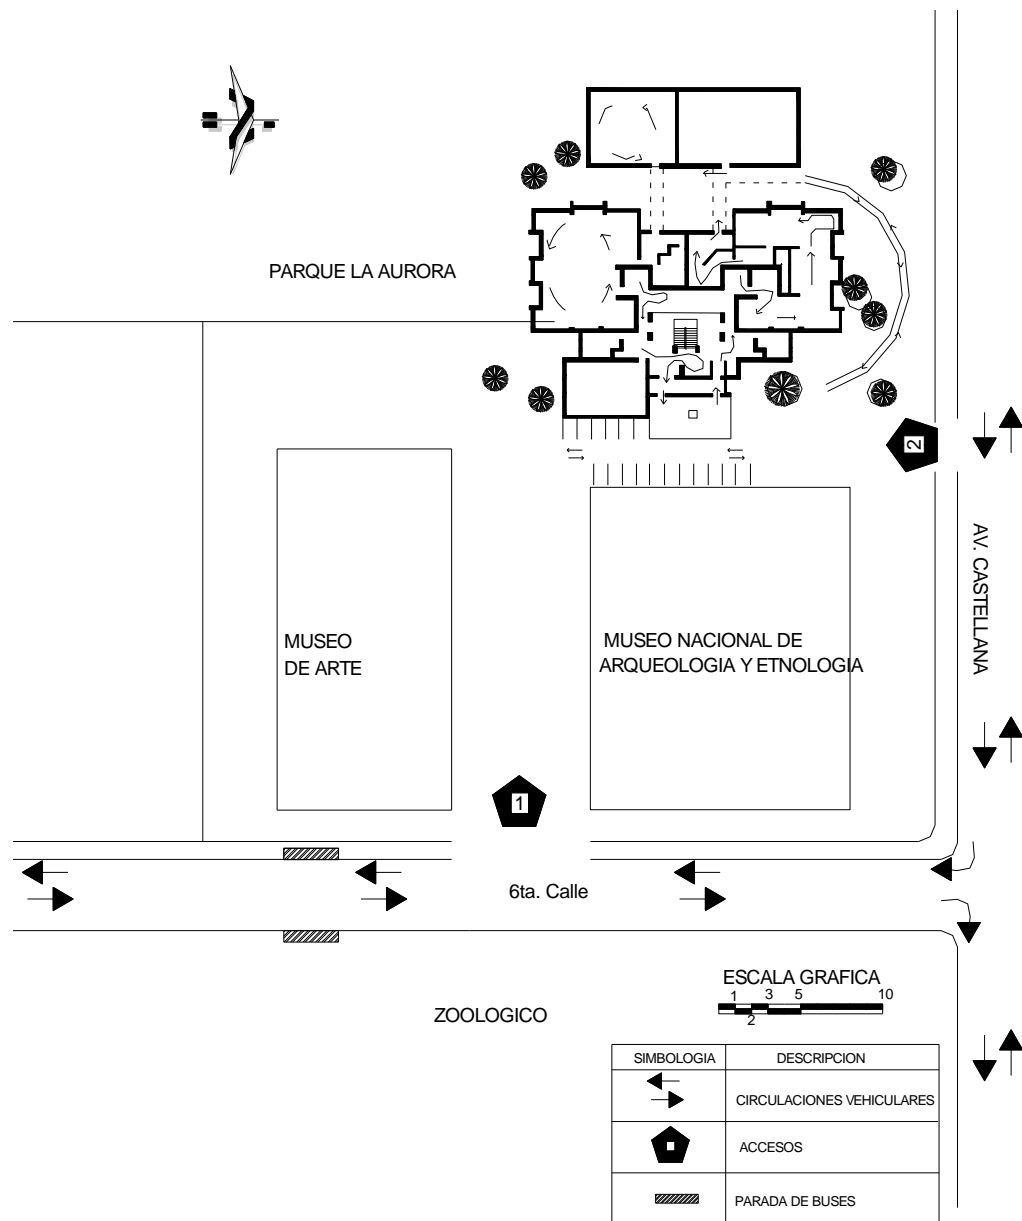 PARQUE LA AURORA
2
AV. CASTELLANA
MUSEO
DE ARTE
MUSEO NACIONAL DE
ARQUEOLOGIA Y ETNOLOGIA
1
6ta. Calle
ESCALA GRAFICA
1 3 5 10
2
ZOOLOGICO
SIMBOLOGIA DESCRIPCION
CIRCULACIONES VEHICULARES
ACCESOS
PARADA DE BUSES